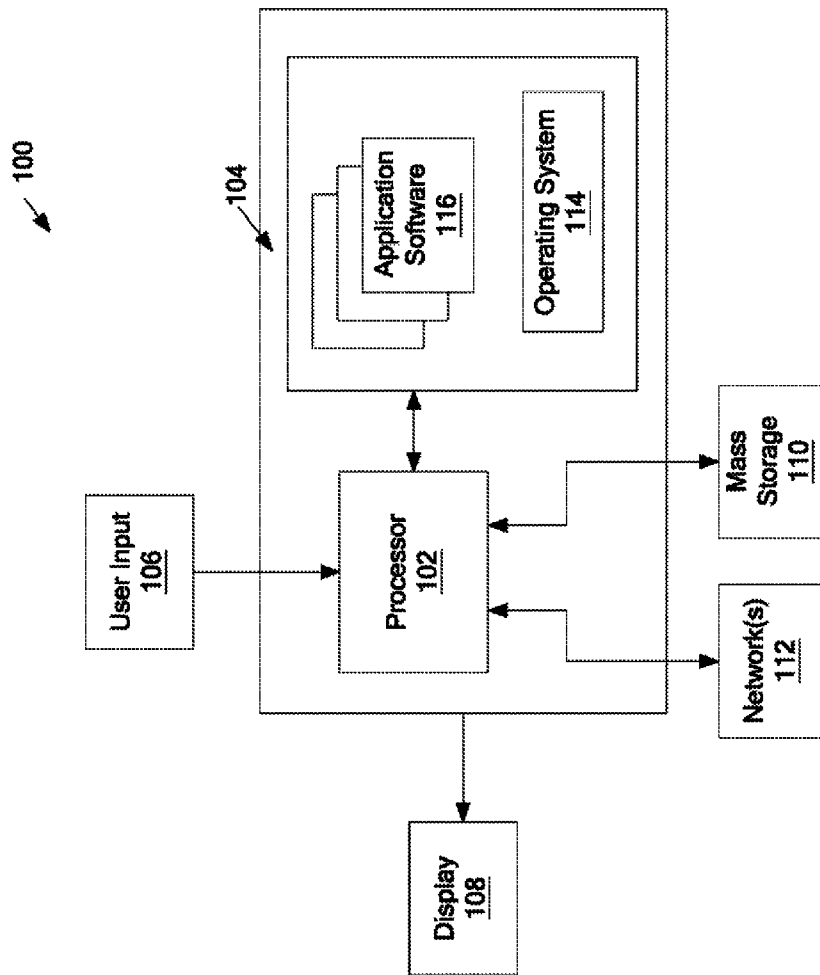 100
104
Application
Software
116
Operating System
114
User Input
106
Processor
102
Mass
Storage
110
Network(s)
112
Display
108